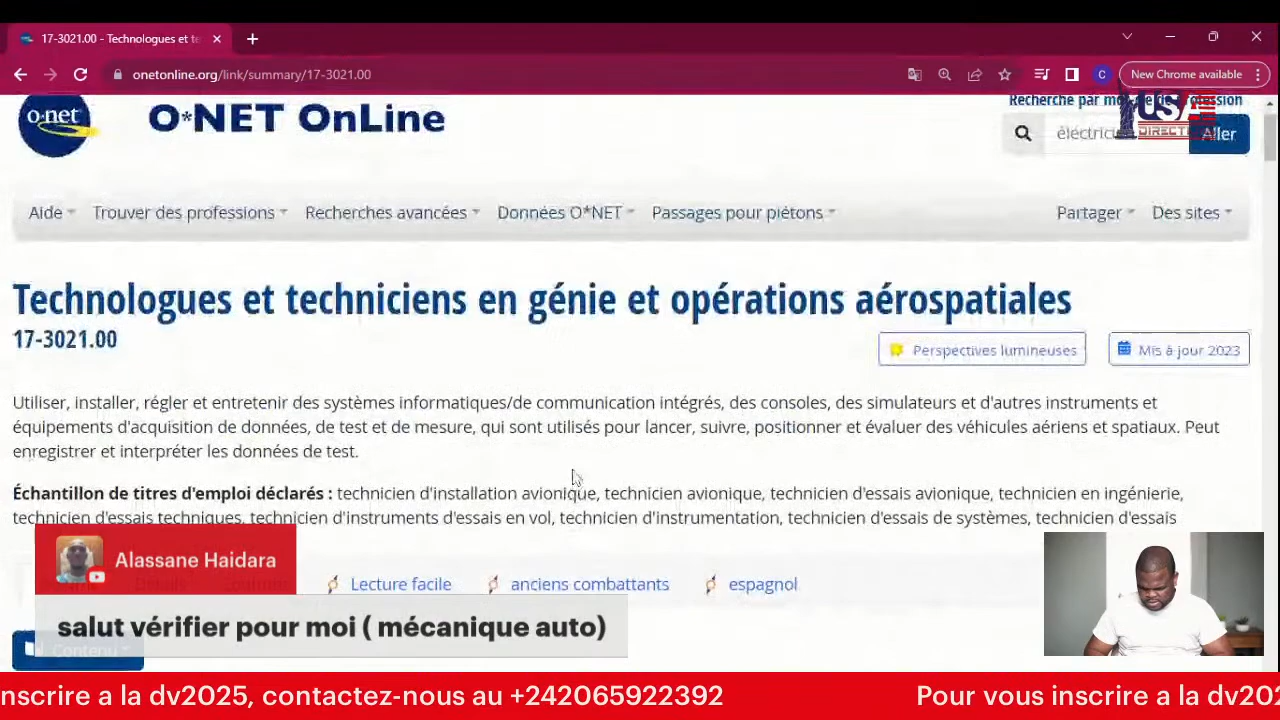 17-3021.00 - Technologues et te
onetonline.org/link/summary/17-3021.00
C
New Chrome available
o·net
O*NET OnLine
USA
DIRECT
électricie
Aller
Aide
Trouver des professions
Recherches avancées
Données O*NET
Passages pour piétons
Partager
Des sites
Technologues et techniciens en génie et opérations aérospatiales
17-3021.00
Perspectives lumineuses
Mis à jour 2023
Utiliser, installer, régler et entretenir des systèmes informatiques/de communication intégrés, des consoles, des simulateurs et d'autres instruments et
équipements d'acquisition de données, de test et de mesure, qui sont utilisés pour lancer, suivre, positionner et évaluer des véhicules aériens et spatiaux. Peut
enregistrer et interpréter les données de test.
Échantillon de titres d'emploi déclarés : technicien d'installation avionique, technicien avionique, technicien d'essais avionique, technicien en ingénierie,
technicien d'essais techniques, technicien d'instruments d'essais en vol, technicien d'instrumentation, technicien d'essais de systèmes, technicien d'essais
Alassane Haidara
Lecture facile
anciens combattants
espagnol
salut vérifier pour moi ( mécanique auto)
Contenu
nscrire a la dv2025, contactez-nous au +242065922392
Pour vous inscrire a la dv202